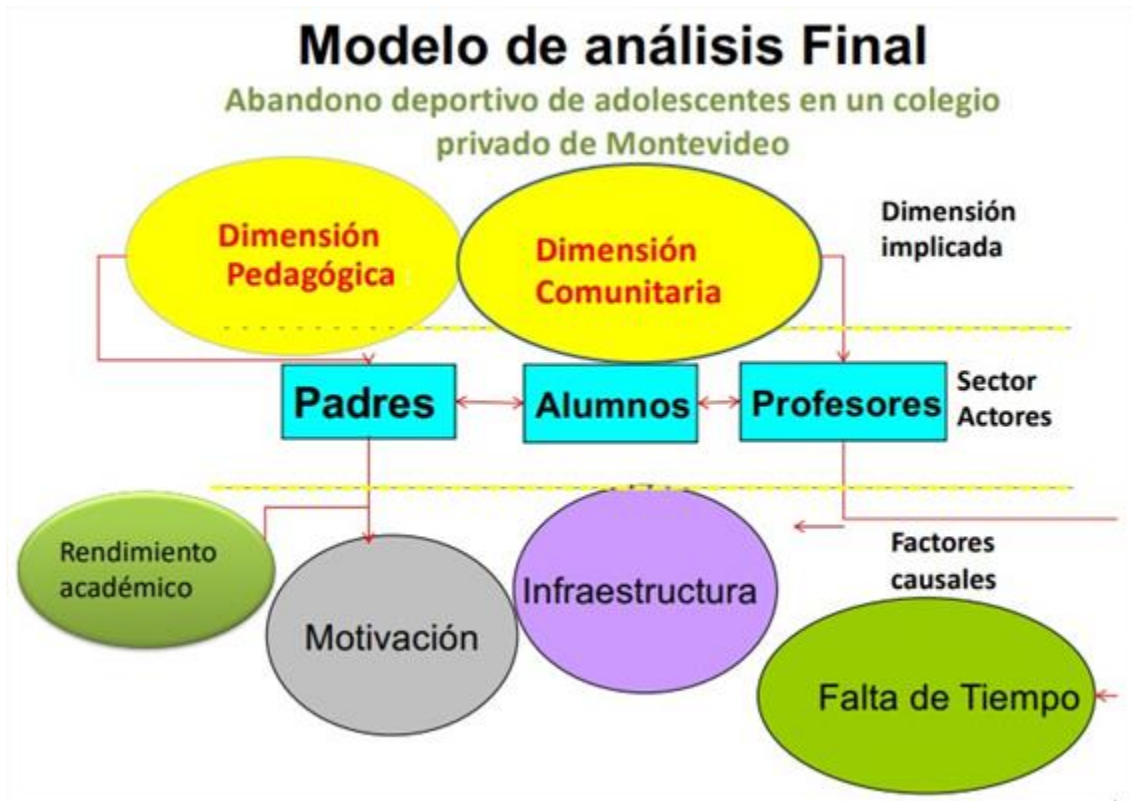 Modelo de análisis Final
Abandono deportivo de adolescentes en un colegio
privado de Montevideo
Dimensión
Pedagógica
Dimensión
Comunitaria
Dimensión
implicada
Padres
Alumnos
Profesores
Sector
Actores
Rendimiento
académico
Motivación
Infraestructura
Factores
causales
Falta de Tiempo